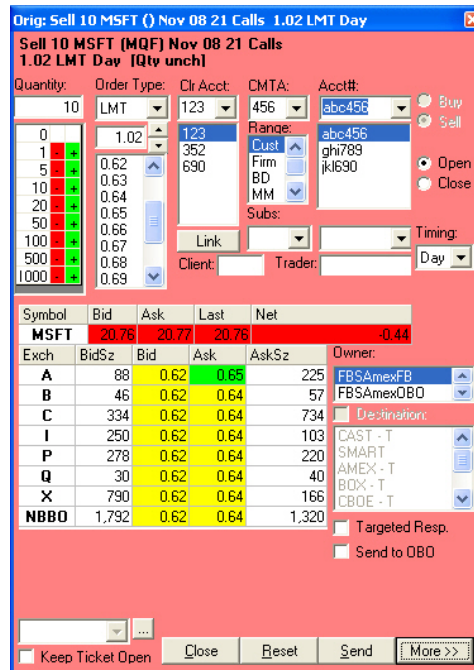 Orig: Sell 10 MSFT () Nov 08 21 Calls 1.02 LMT Day
Sell 10 MSFT (MQF) Nov 08 21 Calls
1.02 LMT Day [Qty unch]
Quantity: Order Type: Clr Acct: CMTA: Acct#:
10 LMT 123 456 abc456 Buy
Sell
0 1.02 123 Range: abc456
1 - + 0.62 352 Cust ghi789
5 - + 0.63 690 Firm jkl690 Open
10 - + 0.64 BD Close
20 - + 0.65 MM
50 - + 0.66 Subs:
100 - + 0.67 Link Timing:
500 - + 0.68 Client: Trader: Day
1000 - + 0.69
Symbol Bid Ask Last Net
MSFT 20.76 20.77 20.76 -0.44
Exch BidSz Bid Ask AskSz Owner:
A 88 0.62 0.65 225 FBSAmexFB
B 46 0.62 0.64 57 FBSAmexOBO
C 334 0.62 0.64 734 Destination:
I 250 0.62 0.64 103 CAST - T
P 278 0.62 0.64 220 SMART
Q 30 0.62 0.64 40 AMEX - T
X 790 0.62 0.64 166 BOX - T
NBBO 1,792 0.62 0.64 1,320 CBOE - T
Targeted Resp.
Send to OBO
...
Keep Ticket Open Close Reset Send More >>